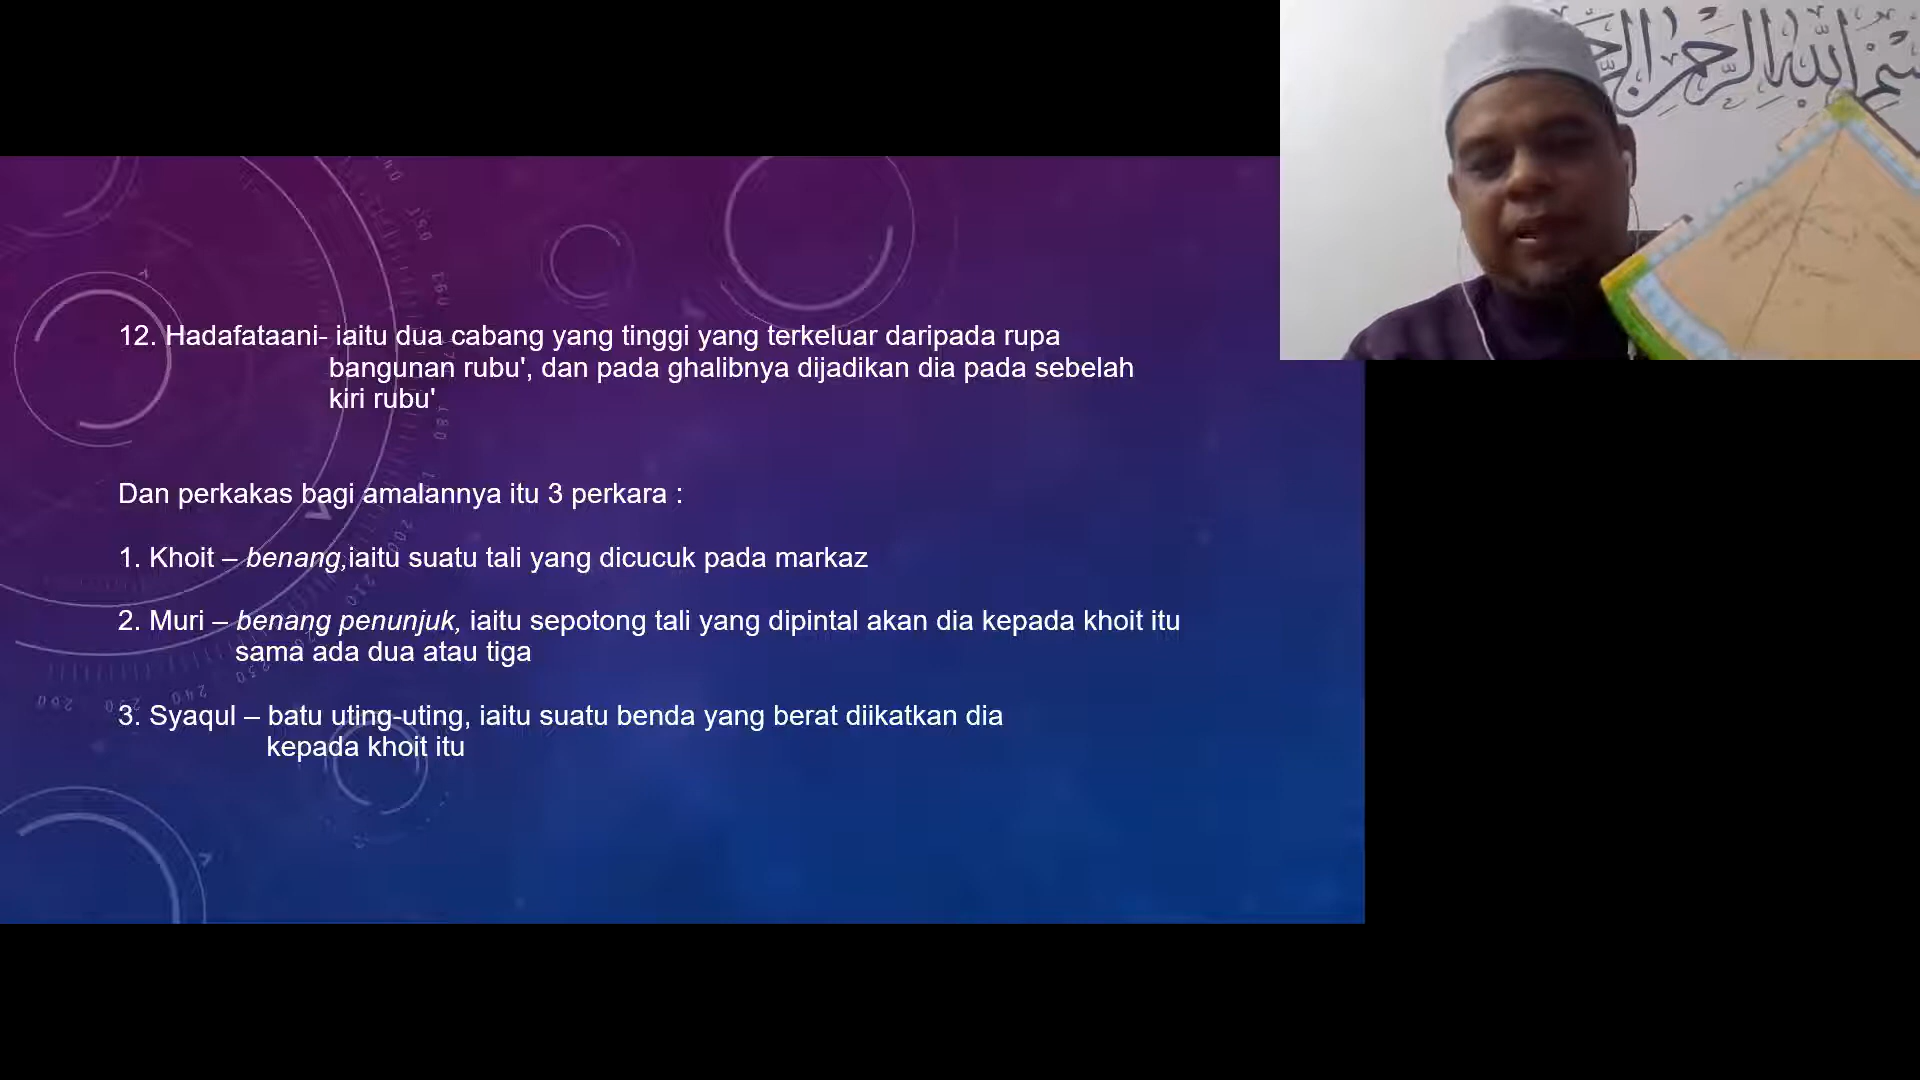 بِسْمِ اللَّهِ الرَّحْمٰنِ الرَّحِ
12. Hadafataani- iaitu dua cabang yang tinggi yang terkeluar daripada rupa
bangunan rubu', dan pada ghalibnya dijadikan dia pada sebelah
kiri rubu'
Dan perkakas bagi amalannya itu 3 perkara :
1. Khoit – benang,iaitu suatu tali yang dicucuk pada markaz
2. Muri – benang penunjuk, iaitu sepotong tali yang dipintal akan dia kepada khoit itu
sama ada dua atau tiga
3. Syaqul – batu uting-uting, iaitu suatu benda yang berat diikatkan dia
kepada khoit itu